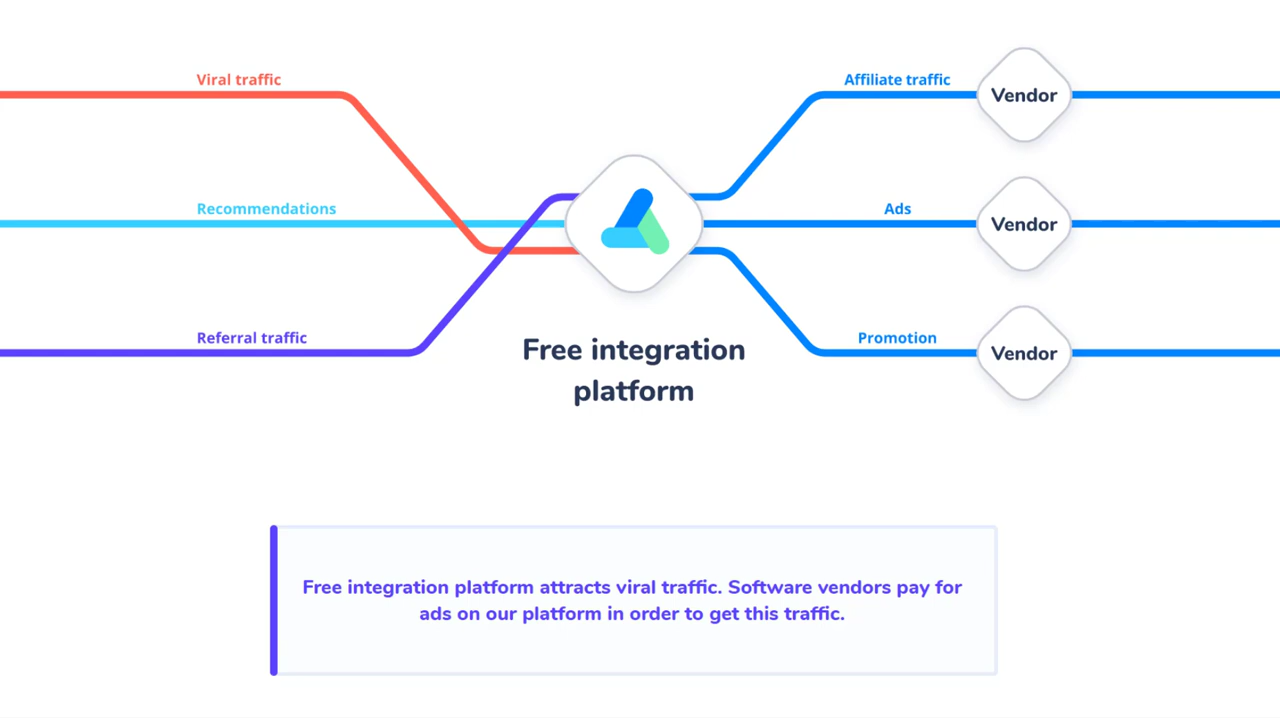 Viral traffic
Affiliate traffic
Vendor
Recommendations
Ads
Vendor
Referral traffic
Promotion
Vendor
Free integration
platform
Free integration platform attracts viral traffic. Software vendors pay for
ads on our platform in order to get this traffic.